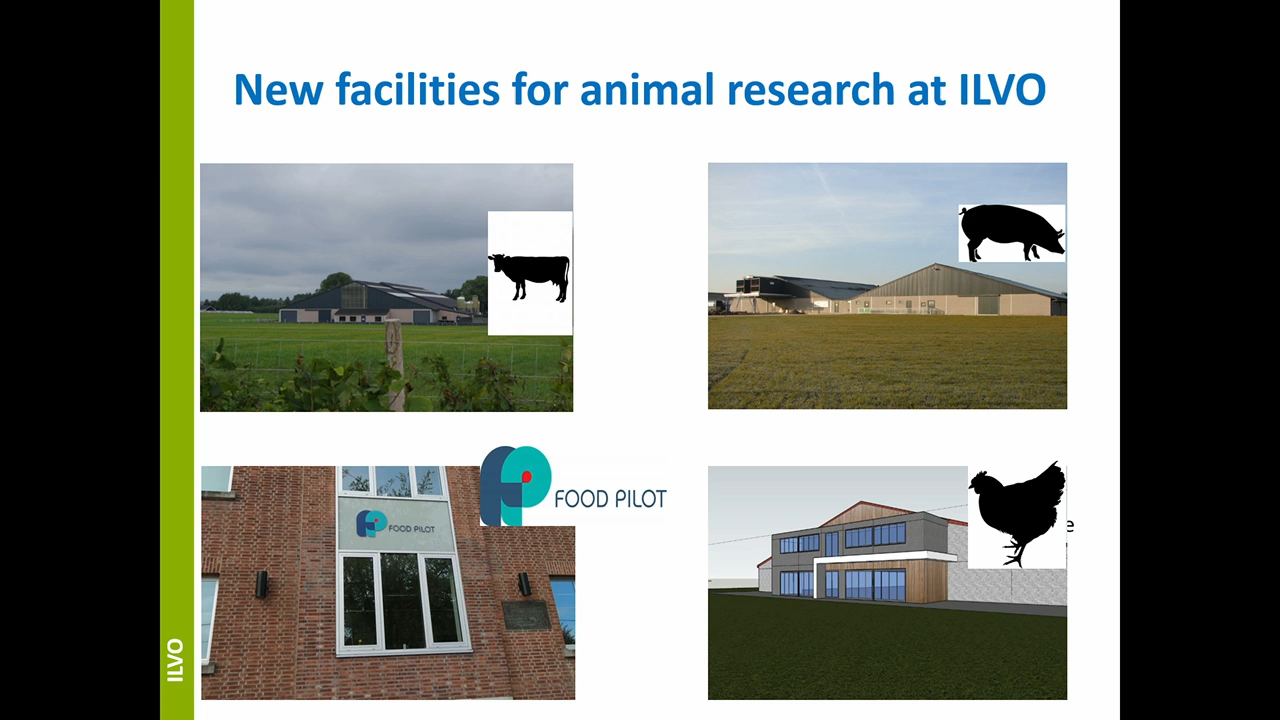 New facilities for animal research at ILVO
FOOD PILOT
FOOD PILOT
e
ILVO